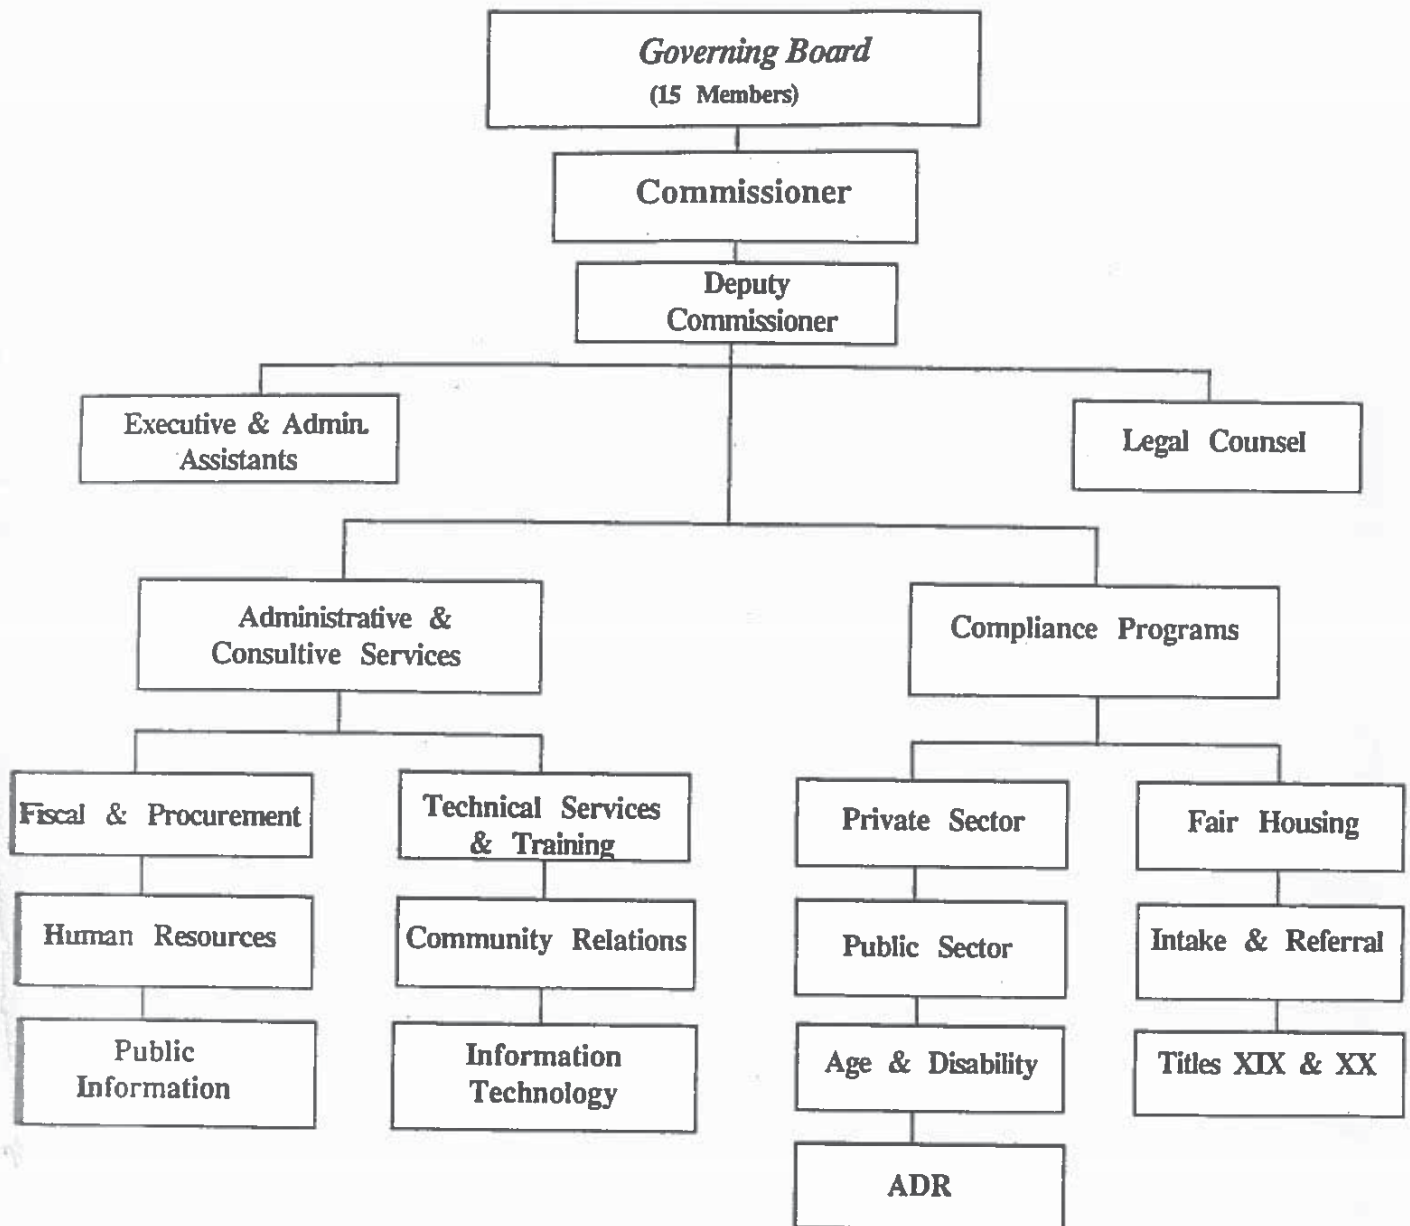 Governing Board
(15 Members)
Commissioner
Deputy
Commissioner
Executive & Admin.
Assistants
Legal Counsel
Administrative &
Consultive Services
Compliance Programs
Fiscal & Procurement
Technical Services
& Training
Private Sector
Fair Housing
Human Resources
Community Relations
Public Sector
Intake & Referral
Public
Information
Information
Technology
Age & Disability
Titles XIX & XX
ADR